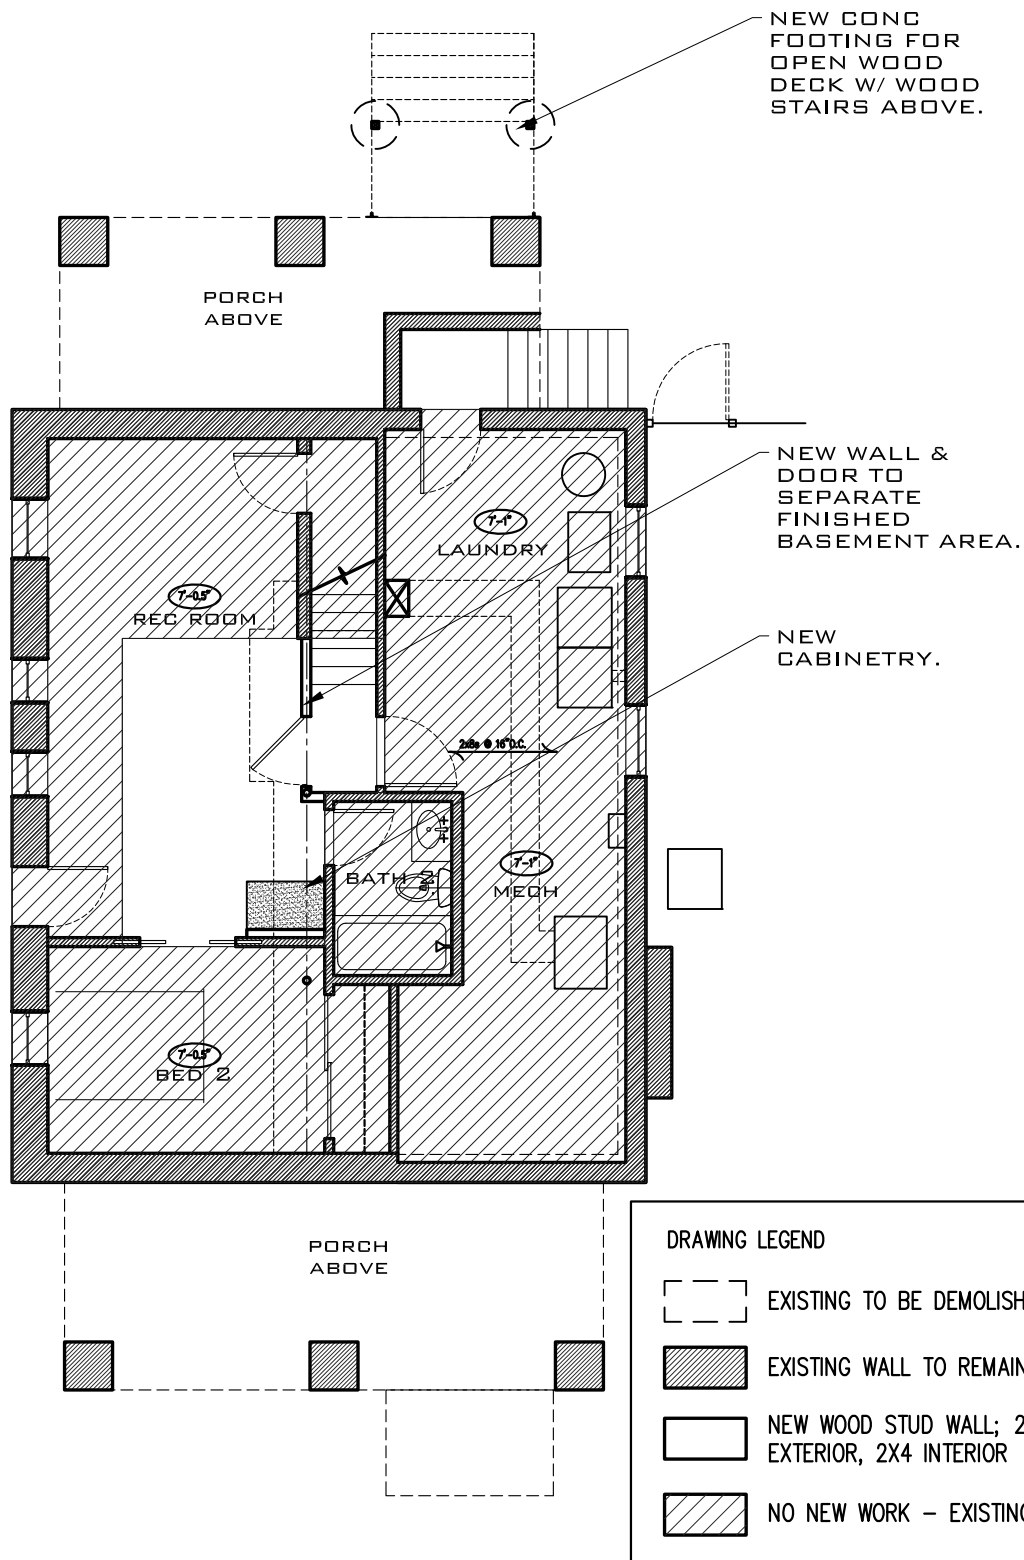 NEW CONC
FOOTING FOR
OPEN WOOD
DECK W/ WOOD
STAIRS ABOVE.
PORCH
ABOVE
NEW WALL &
DOOR TO
SEPARATE
FINISHED
BASEMENT AREA.
7'-1"
LAUNDRY
7'-0.5"
REC ROOM
NEW
CABINETRY.
2x8s @ 16"O.C.
7'-1"
MECH
BATH 2
7'-0.5"
BED 2
PORCH
ABOVE
DRAWING LEGEND
EXISTING TO BE DEMOLISH
EXISTING WALL TO REMAIN
NEW WOOD STUD WALL; 2
EXTERIOR, 2X4 INTERIOR
NO NEW WORK – EXISTING